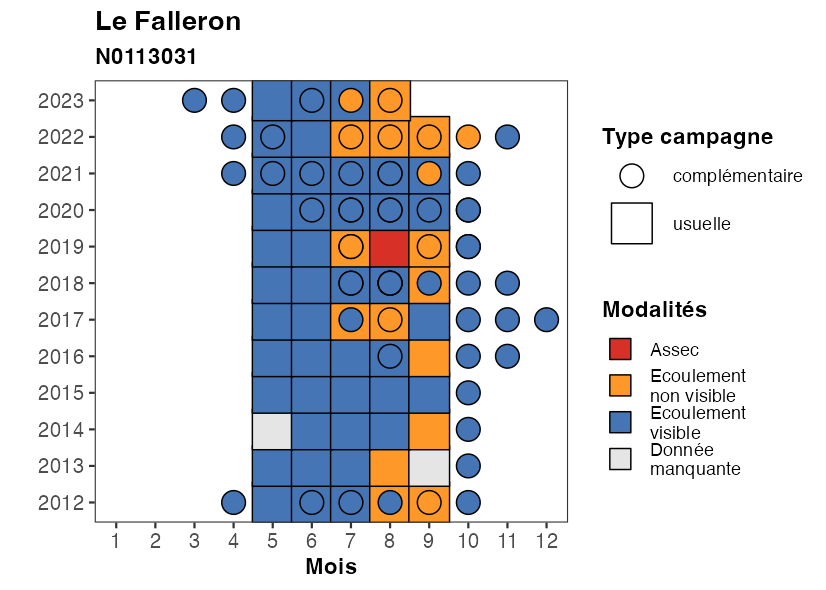 Le Falleron
N0113031
2023
2022
2021
2020
2019
2018
2017
2016
2015
2014
2013
2012
1 2 3 4 5 6 7 8 9 10 11 12
Mois
Type campagne
complémentaire
usuelle
Modalités
Assec
Ecoulement
non visible
Ecoulement
visible
Donnée
manquante